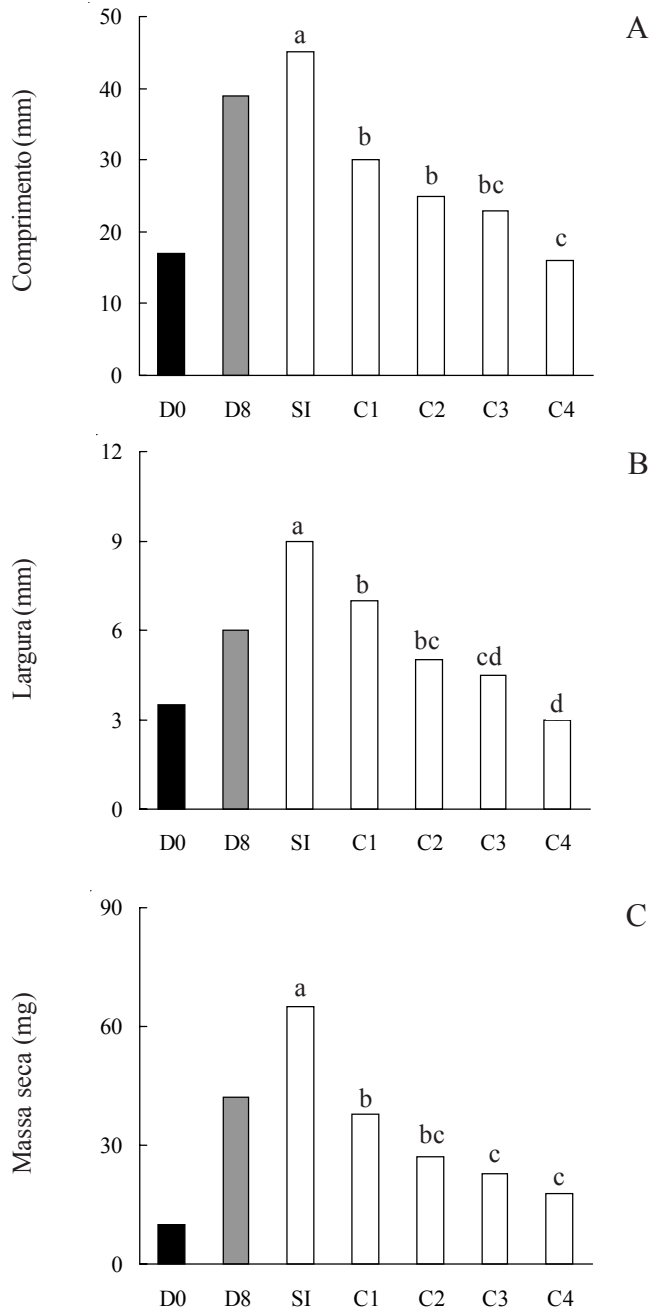 A
Comprimento (mm)
50
40
30
20
10
0
a
b
b
bc
c
D0 D8 SI C1 C2 C3 C4
B
Largura (mm)
12
9
6
3
0
a
b
bc
cd
d
D0 D8 SI C1 C2 C3 C4
C
Massa seca (mg)
90
60
30
0
a
b
bc
c
c
D0 D8 SI C1 C2 C3 C4